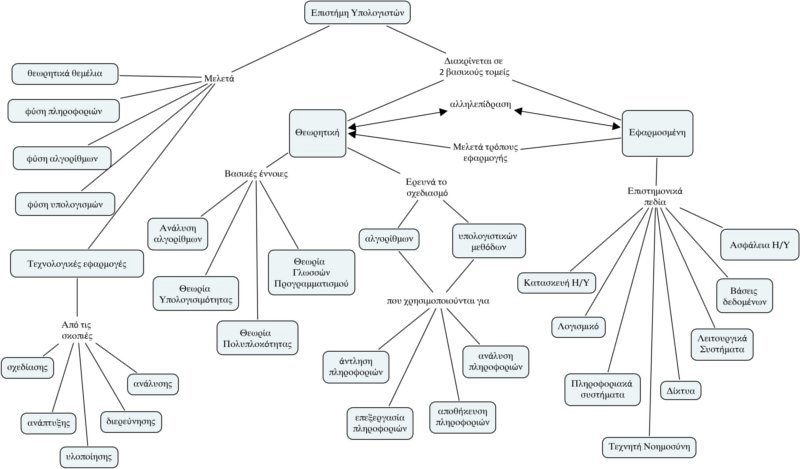 Επιστήμη Υπολογιστών
Διακρίνεται σε
2 βασικούς τομείς
Μελετά
θεωρητικά θεμέλια
φύση πληροφοριών
φύση αλγορίθμων
φύση υπολογισμών
Τεχνολογικές εφαρμογές
Από τις
σκοπιές
σχεδίασης
ανάπτυξης
υλοποίησης
διερεύνησης
ανάλυσης
αλληλεπίδραση
Θεωρητική
Εφαρμοσμένη
Μελετά τρόπους
εφαρμογής
Βασικές έννοιες
Ανάλυση
αλγορίθμων
Θεωρία
Υπολογισιμότητας
Θεωρία
Πολυπλοκότητας
Θεωρία
Γλωσσών
Προγραμματισμού
Ερευνά το
σχεδιασμό
αλγορίθμων
υπολογιστικών
μεθόδων
που χρησιμοποιούνται για
άντληση
πληροφοριών
επεξεργασία
πληροφοριών
αποθήκευση
πληροφοριών
ανάλυση
πληροφοριών
Επιστημονικά
πεδία
Κατασκευή Η/Υ
Λογισμικό
Πληροφοριακά
συστήματα
Τεχνητή Νοημοσύνη
Δίκτυα
Λειτουργικά
Συστήματα
Βάσεις
δεδομένων
Ασφάλεια Η/Υ